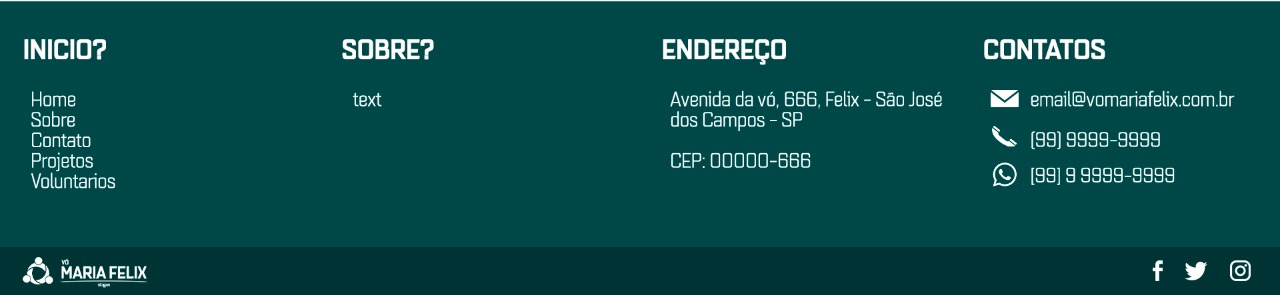 INICIO?
Home
Sobre
Contato
Projetos
Voluntarios
SOBRE?
text
ENDEREÇO
Avenida da vó, 666, Felix - São José
dos Campos - SP
CEP: 00000-666
CONTATOS
email@vomariafelix.com.br
(99) 9999-9999
(99) 9 9999-9999
VÓ
MARIA FELIX
slogan